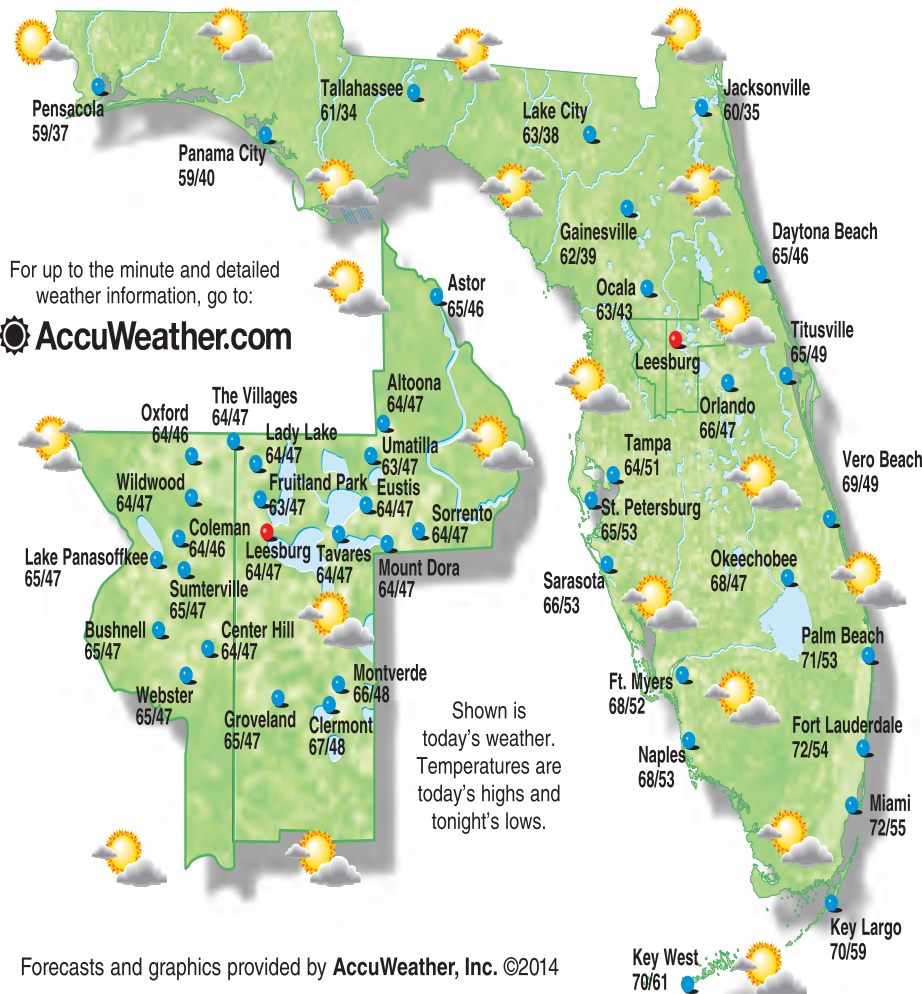 Pensacola
59/37
Panama City
59/40
Tallahassee
61/34
Lake City
63/38
Jacksonville
60/35
Gainesville
62/39
Daytona Beach
65/46
Ocala
63/43
Leesburg
Titusville
65/49
Orlando
66/47
Tampa
64/51
St. Petersburg
65/53
Vero Beach
69/49
Sarasota
66/53
Okeechobee
68/47
Palm Beach
71/53
Ft. Myers
68/52
Fort Lauderdale
72/54
Naples
68/53
Miami
72/55
Key Largo
70/59
Key West
70/61
For up to the minute and detailed
weather information, go to:
AccuWeather.com
Astor
65/46
Altoona
64/47
The Villages
64/47
Oxford
64/46
Lady Lake
64/47
Umatilla
63/47
Wildwood
64/47
Fruitland Park
63/47
Eustis
64/47
Coleman
64/46
Leesburg
64/47
Tavares
64/47
Sorrento
64/47
Mount Dora
64/47
Lake Panasoffkee
65/47
Sumterville
65/47
Bushnell
65/47
Center Hill
64/47
Webster
65/47
Montverde
66/48
Groveland
65/47
Clermont
67/48
Shown is
today's weather.
Temperatures are
today's highs and
tonight's lows.
Forecasts and graphics provided by AccuWeather, Inc. ©2014